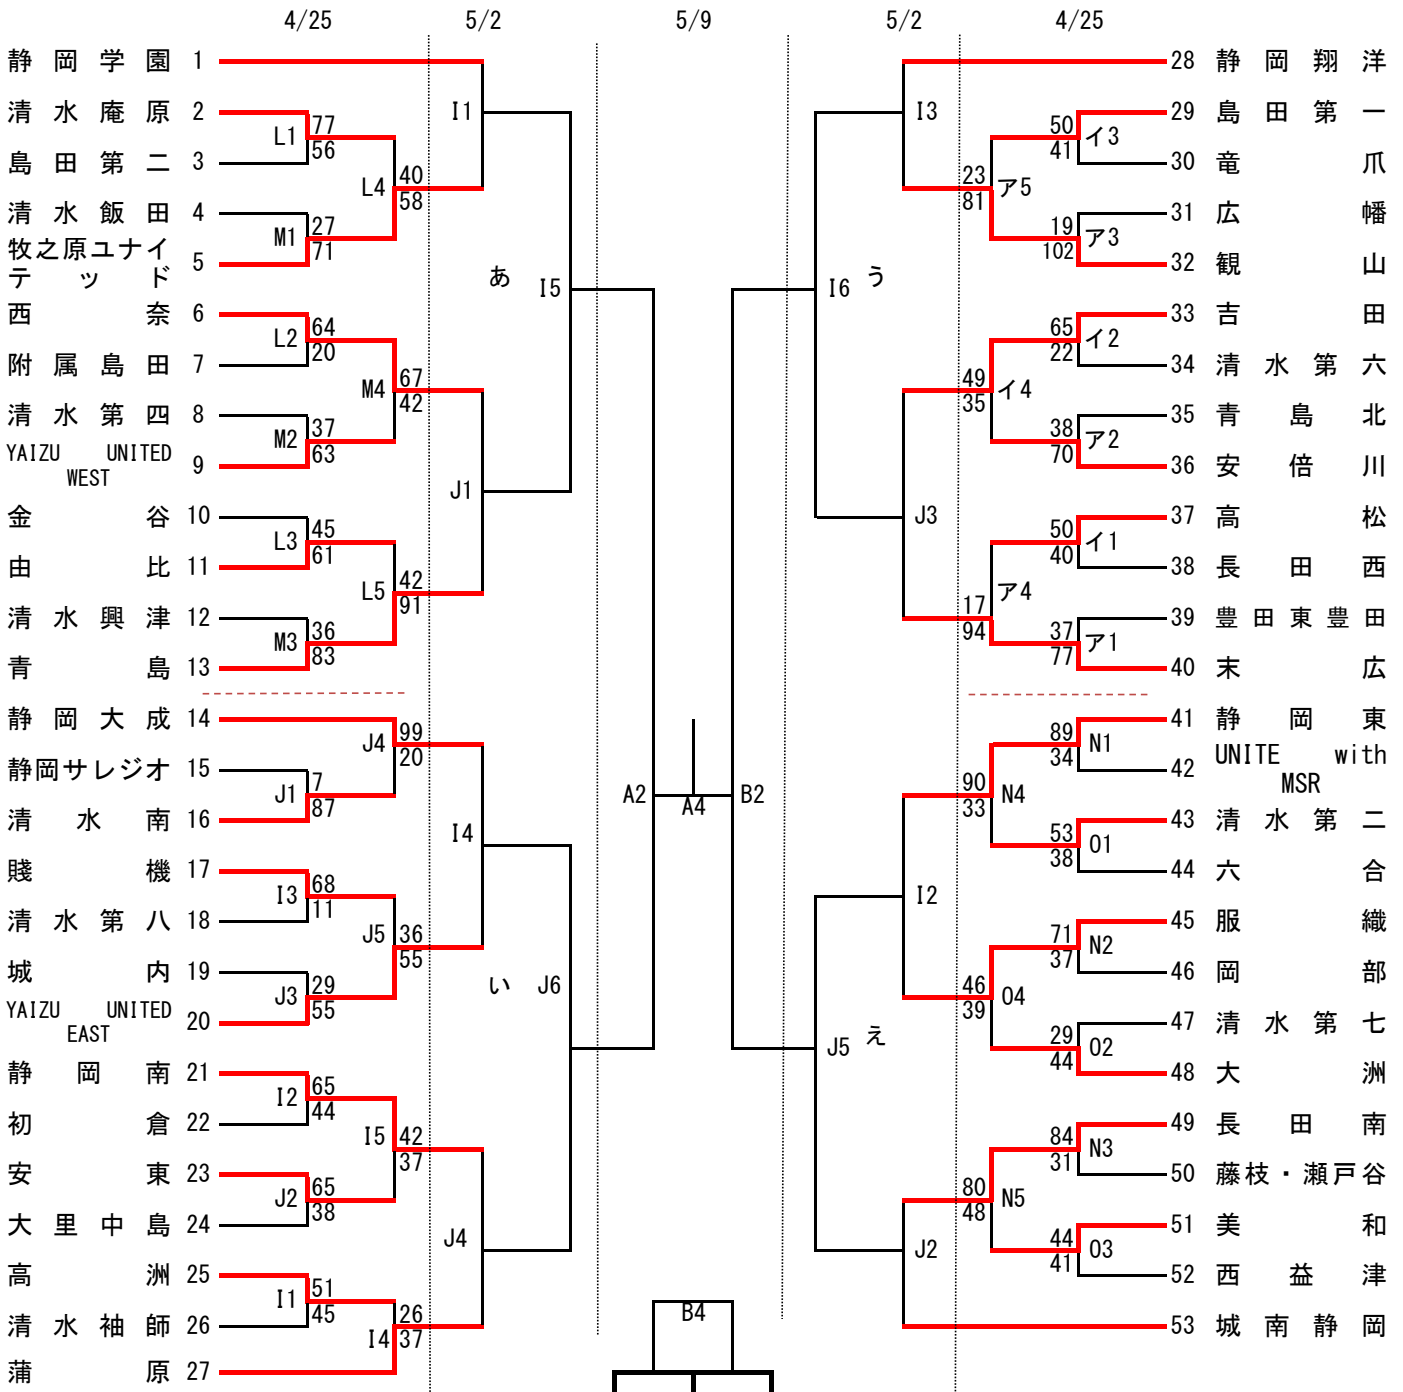 4/25 5/2 5/9 5/2 4/25
静岡学園 1
清水庵原 2
島田第二 3
清水飯田 4
牧之原ユナイ
テッド 5
西奈 6
附属島田 7
清水第四 8
YAIZU UNITED
WEST 9
金谷 10
由比 11
清水興津 12
青島 13
静岡大成 14
静岡サレジオ 15
清水南 16
賤機 17
清水第八 18
城内 19
YAIZU UNITED
EAST 20
静岡南 21
初倉 22
安東 23
大里中島 24
高洲 25
清水袖師 26
蒲原 27
L1 77
56
M1 27
71
L2 64
20
M2 37
63
L3 45
61
M3 36
83
J1 7
87
I3 68
11
J3 29
55
I2 65
44
J2 65
38
I1 51
45
L4 40
58
M4 67
42
L5 42
91
J4 99
20
J5 36
55
I5 42
37
I4 26
37
I1
J1
I4
J4
あ I5
い J6
A2 A4 B2
B4
I6 う
J5 え
I3
J3
I2
J2
23 ア5
81
49 イ4
35
17 ア4
94
90 N4
33
46 O4
39
80 N5
48
50 イ3
41
19 ア3
102
65 イ2
22
38 ア2
70
50 イ1
40
37 ア1
77
89 N1
34
53 O1
38
71 N2
37
29 O2
44
84 N3
31
44 O3
41
28 静岡翔洋
29 島田第一
30 竜爪
31 広幡
32 観山
33 吉田
34 清水第六
35 青島北
36 安倍川
37 高松
38 長田西
39 豊田東豊田
40 末広
41 静岡東
42 UNITE with
MSR
43 清水第二
44 六合
45 服織
46 岡部
47 清水第七
48 大洲
49 長田南
50 藤枝・瀬戸谷
51 美和
52 西益津
53 城南静岡